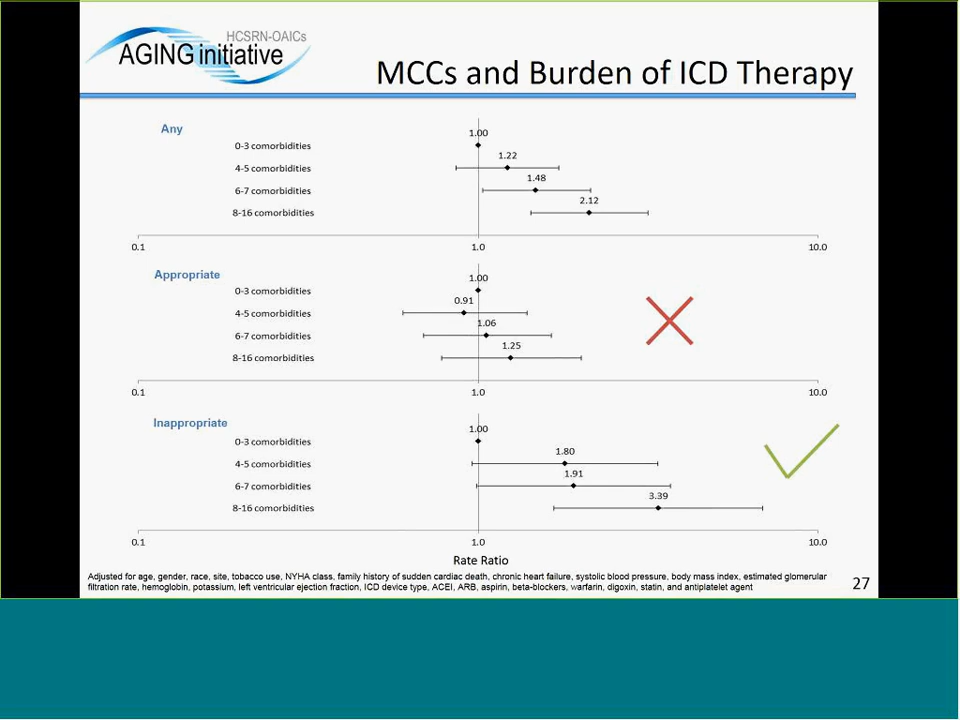 HCSRN-OAICs
AGING initiative
MCCs and Burden of ICD Therapy
Any
1.00
0-3 comorbidities
1.22
4-5 comorbidities
1.48
6-7 comorbidities
2.12
8-16 comorbidities
0.1 1.0 10.0
Appropriate
1.00
0-3 comorbidities
0.91
4-5 comorbidities
1.06
6-7 comorbidities
1.25
8-16 comorbidities
0.1 1.0 10.0
Inappropriate
1.00
0-3 comorbidities
1.80
4-5 comorbidities
1.91
6-7 comorbidities
3.39
8-16 comorbidities
0.1 1.0 10.0
Rate Ratio
Adjusted for age, gender, race, site, tobacco use, NYHA class, family history of sudden cardiac death, chronic heart failure, systolic blood pressure, body mass index, estimated glomerular
filtration rate, hemoglobin, potassium, left ventricular ejection fraction, ICD device type, ACEI, ARB, aspirin, beta-blockers, warfarin, digoxin, statin, and antiplatelet agent
27